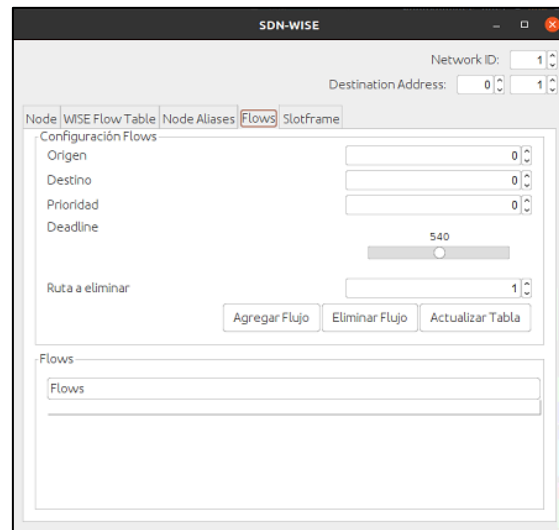 SDN-WISE
Network ID: 1
Destination Address: 0 1
Node WISE Flow Table Node Aliases Flows Slotframe
Configuración Flows
Origen 0
Destino 0
Prioridad 0
Deadline
540
Ruta a eliminar 1
Agregar Flujo Eliminar Flujo Actualizar Tabla
Flows
Flows